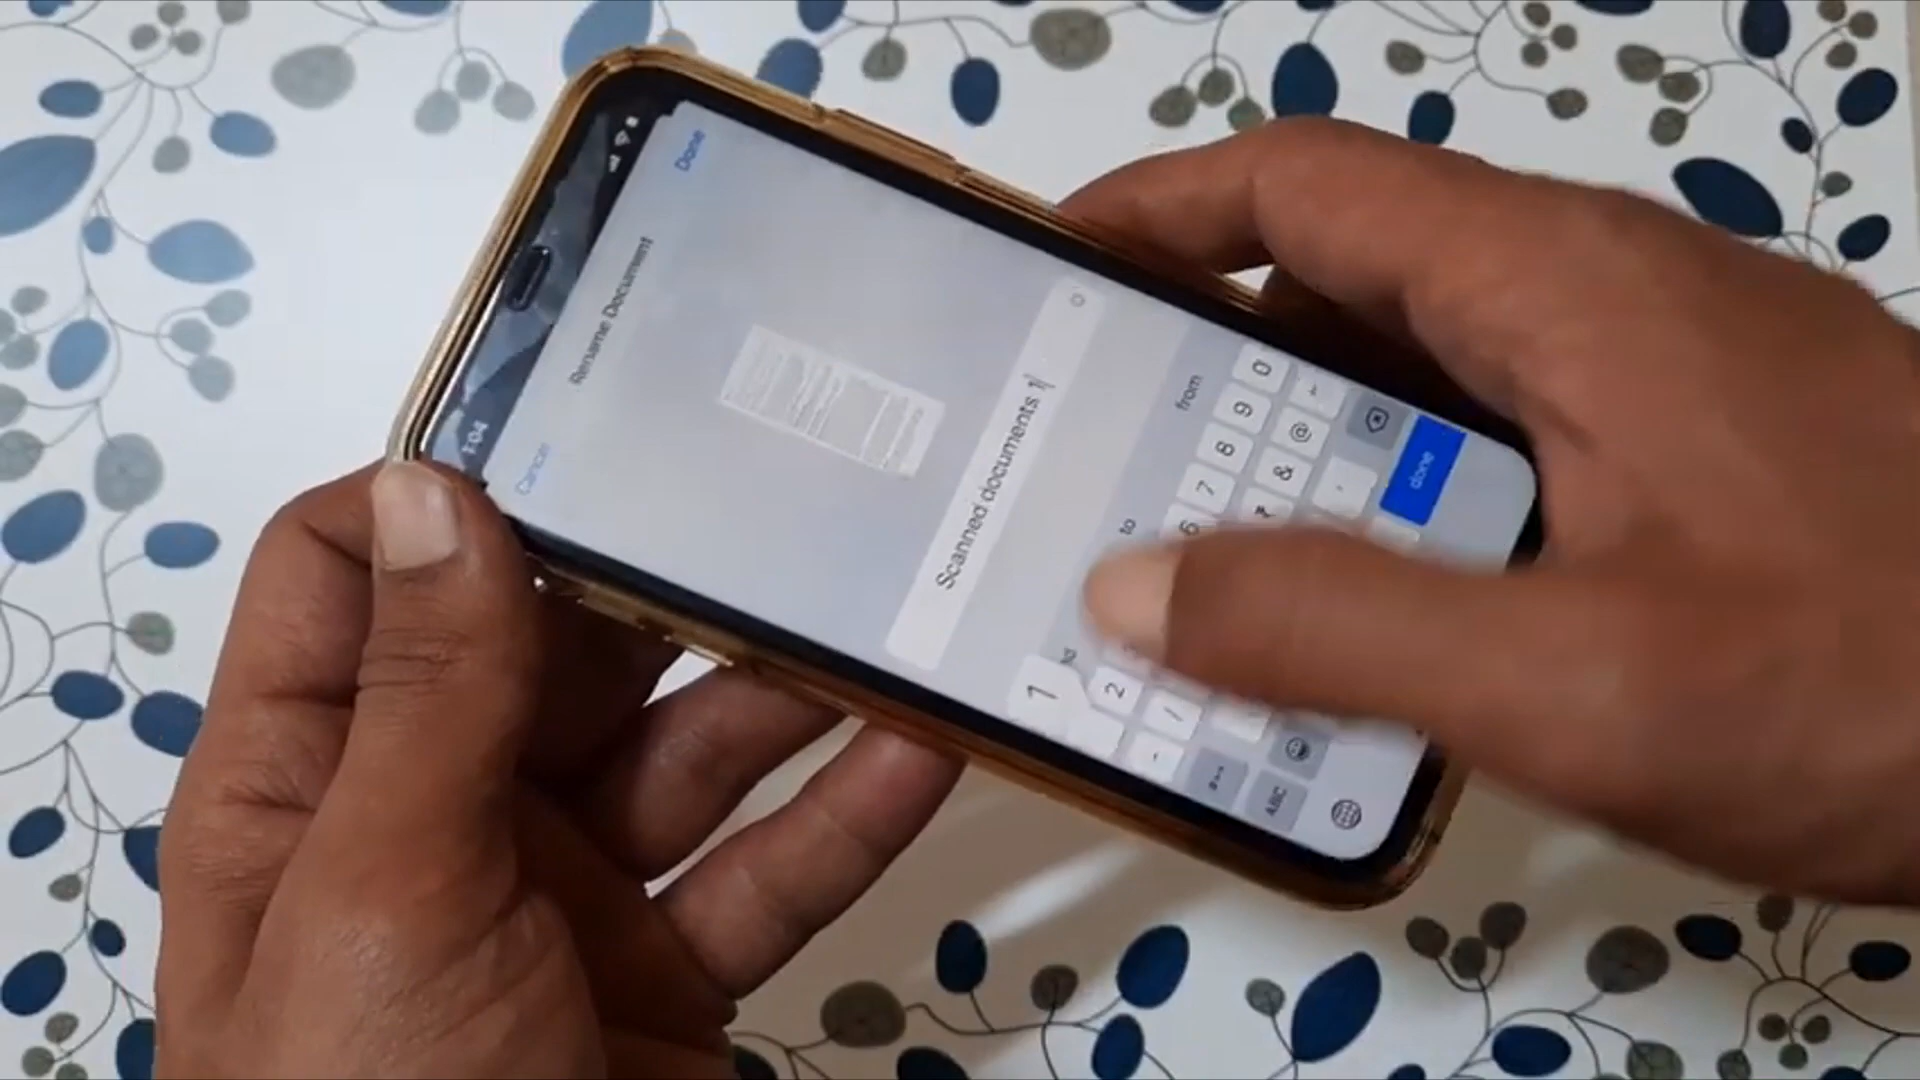 1:04
Cancel
Rename Document
Done
Scanned documents 1
to
from
1
2
6
7
8
9
0
/
₹
&
@
ABC
done